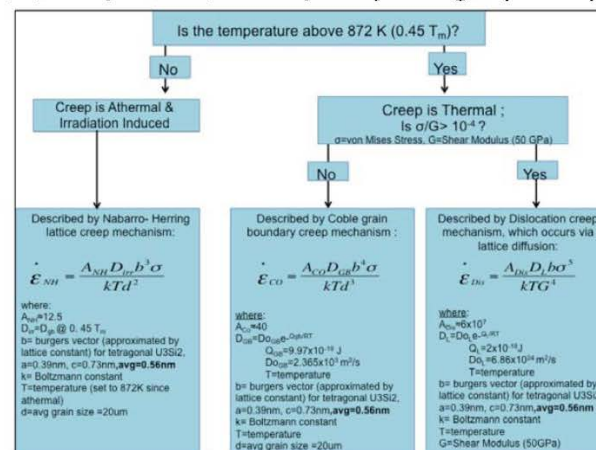 Is the temperature above 872 K (0.45 Tm)?
No
Yes
Creep is Athermal &
Irradiation Induced
Creep is Thermal ;
Is σ/G> 10-4 ?
σ=von Mises Stress, G=Shear Modulus (50 GPa)
No
Yes
Described by Nabarro- Herring
lattice creep mechanism:
ε̇NH = ANH Dirr b³σ / kTd²
where:
ANH=12.5
Dirr=Dgb @ 0. 45 Tm
b= burgers vector (approximated by
lattice constant) for tetragonal U3Si2,
a=0.39nm, c=0.73nm,avg=0.56nm
k= Boltzmann constant
T=temperature (set to 872K since
athermal)
d=avg grain size =20um
Described by Coble grain
boundary creep mechanism :
ε̇CO = ACO DGB b⁴σ / kTd³
where:
ACo=40
DGB=DoGBe-Qgb/RT
QGB=9.97x10-19 J
DoGB=2.365x10³ m²/s
T=temperature
b= burgers vector (approximated by
lattice constant) for tetragonal U3Si2,
a=0.39nm, c=0.73nm,avg=0.56nm
k= Boltzmann constant
T=temperature
d=avg grain size =20um
Described by Dislocation creep
mechanism, which occurs via
lattice diffusion:
ε̇Dis = ADis DL bσ⁵ / kTG⁴
where:
ADis=6x10⁷
DL=DoLe-QL/RT
QL=2x10-18J
DoL=6.86x10²⁴ m²/s
T=temperature
b= burgers vector (approximated by
lattice constant) for tetragonal U3Si2,
a=0.39nm, c=0.73nm,avg=0.56nm
k= Boltzmann constant
T=temperature
G=Shear Modulus (50GPa)